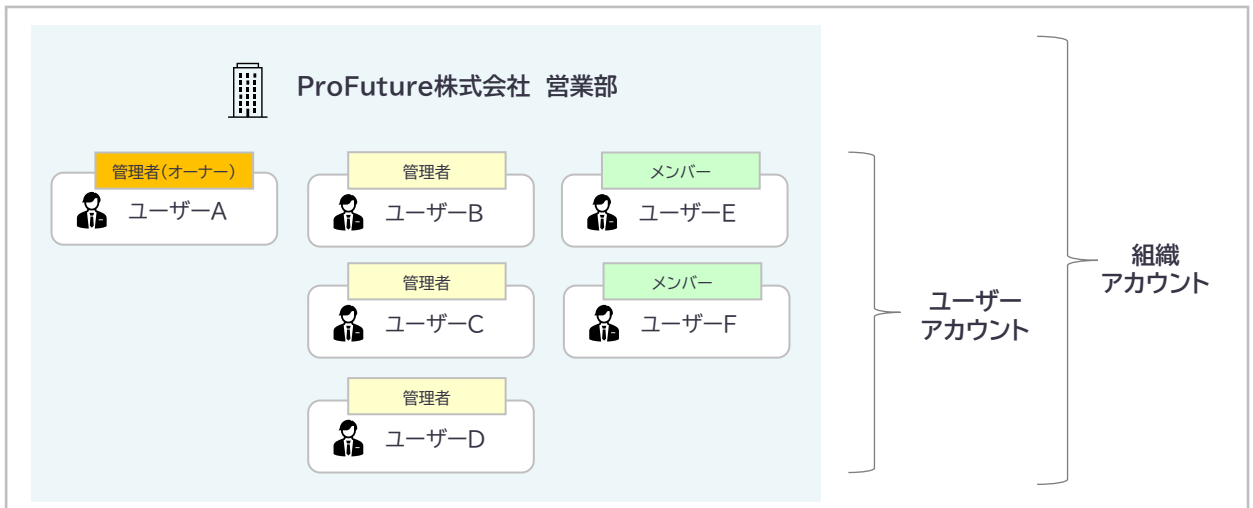 ProFuture株式会社 営業部
管理者(オーナー)
ユーザーA
管理者
ユーザーB
メンバー
ユーザーE
管理者
ユーザーC
メンバー
ユーザーF
管理者
ユーザーD
ユーザー
アカウント
組織
アカウント